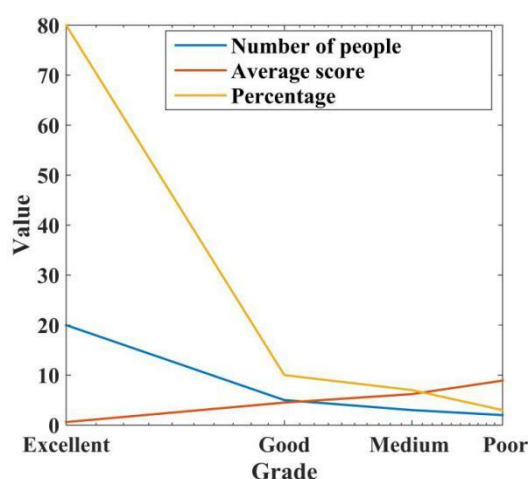 80
70
60
50
40
30
20
10
0
Value
Number of people
Average score
Percentage
Excellent Good Medium Poor
Grade